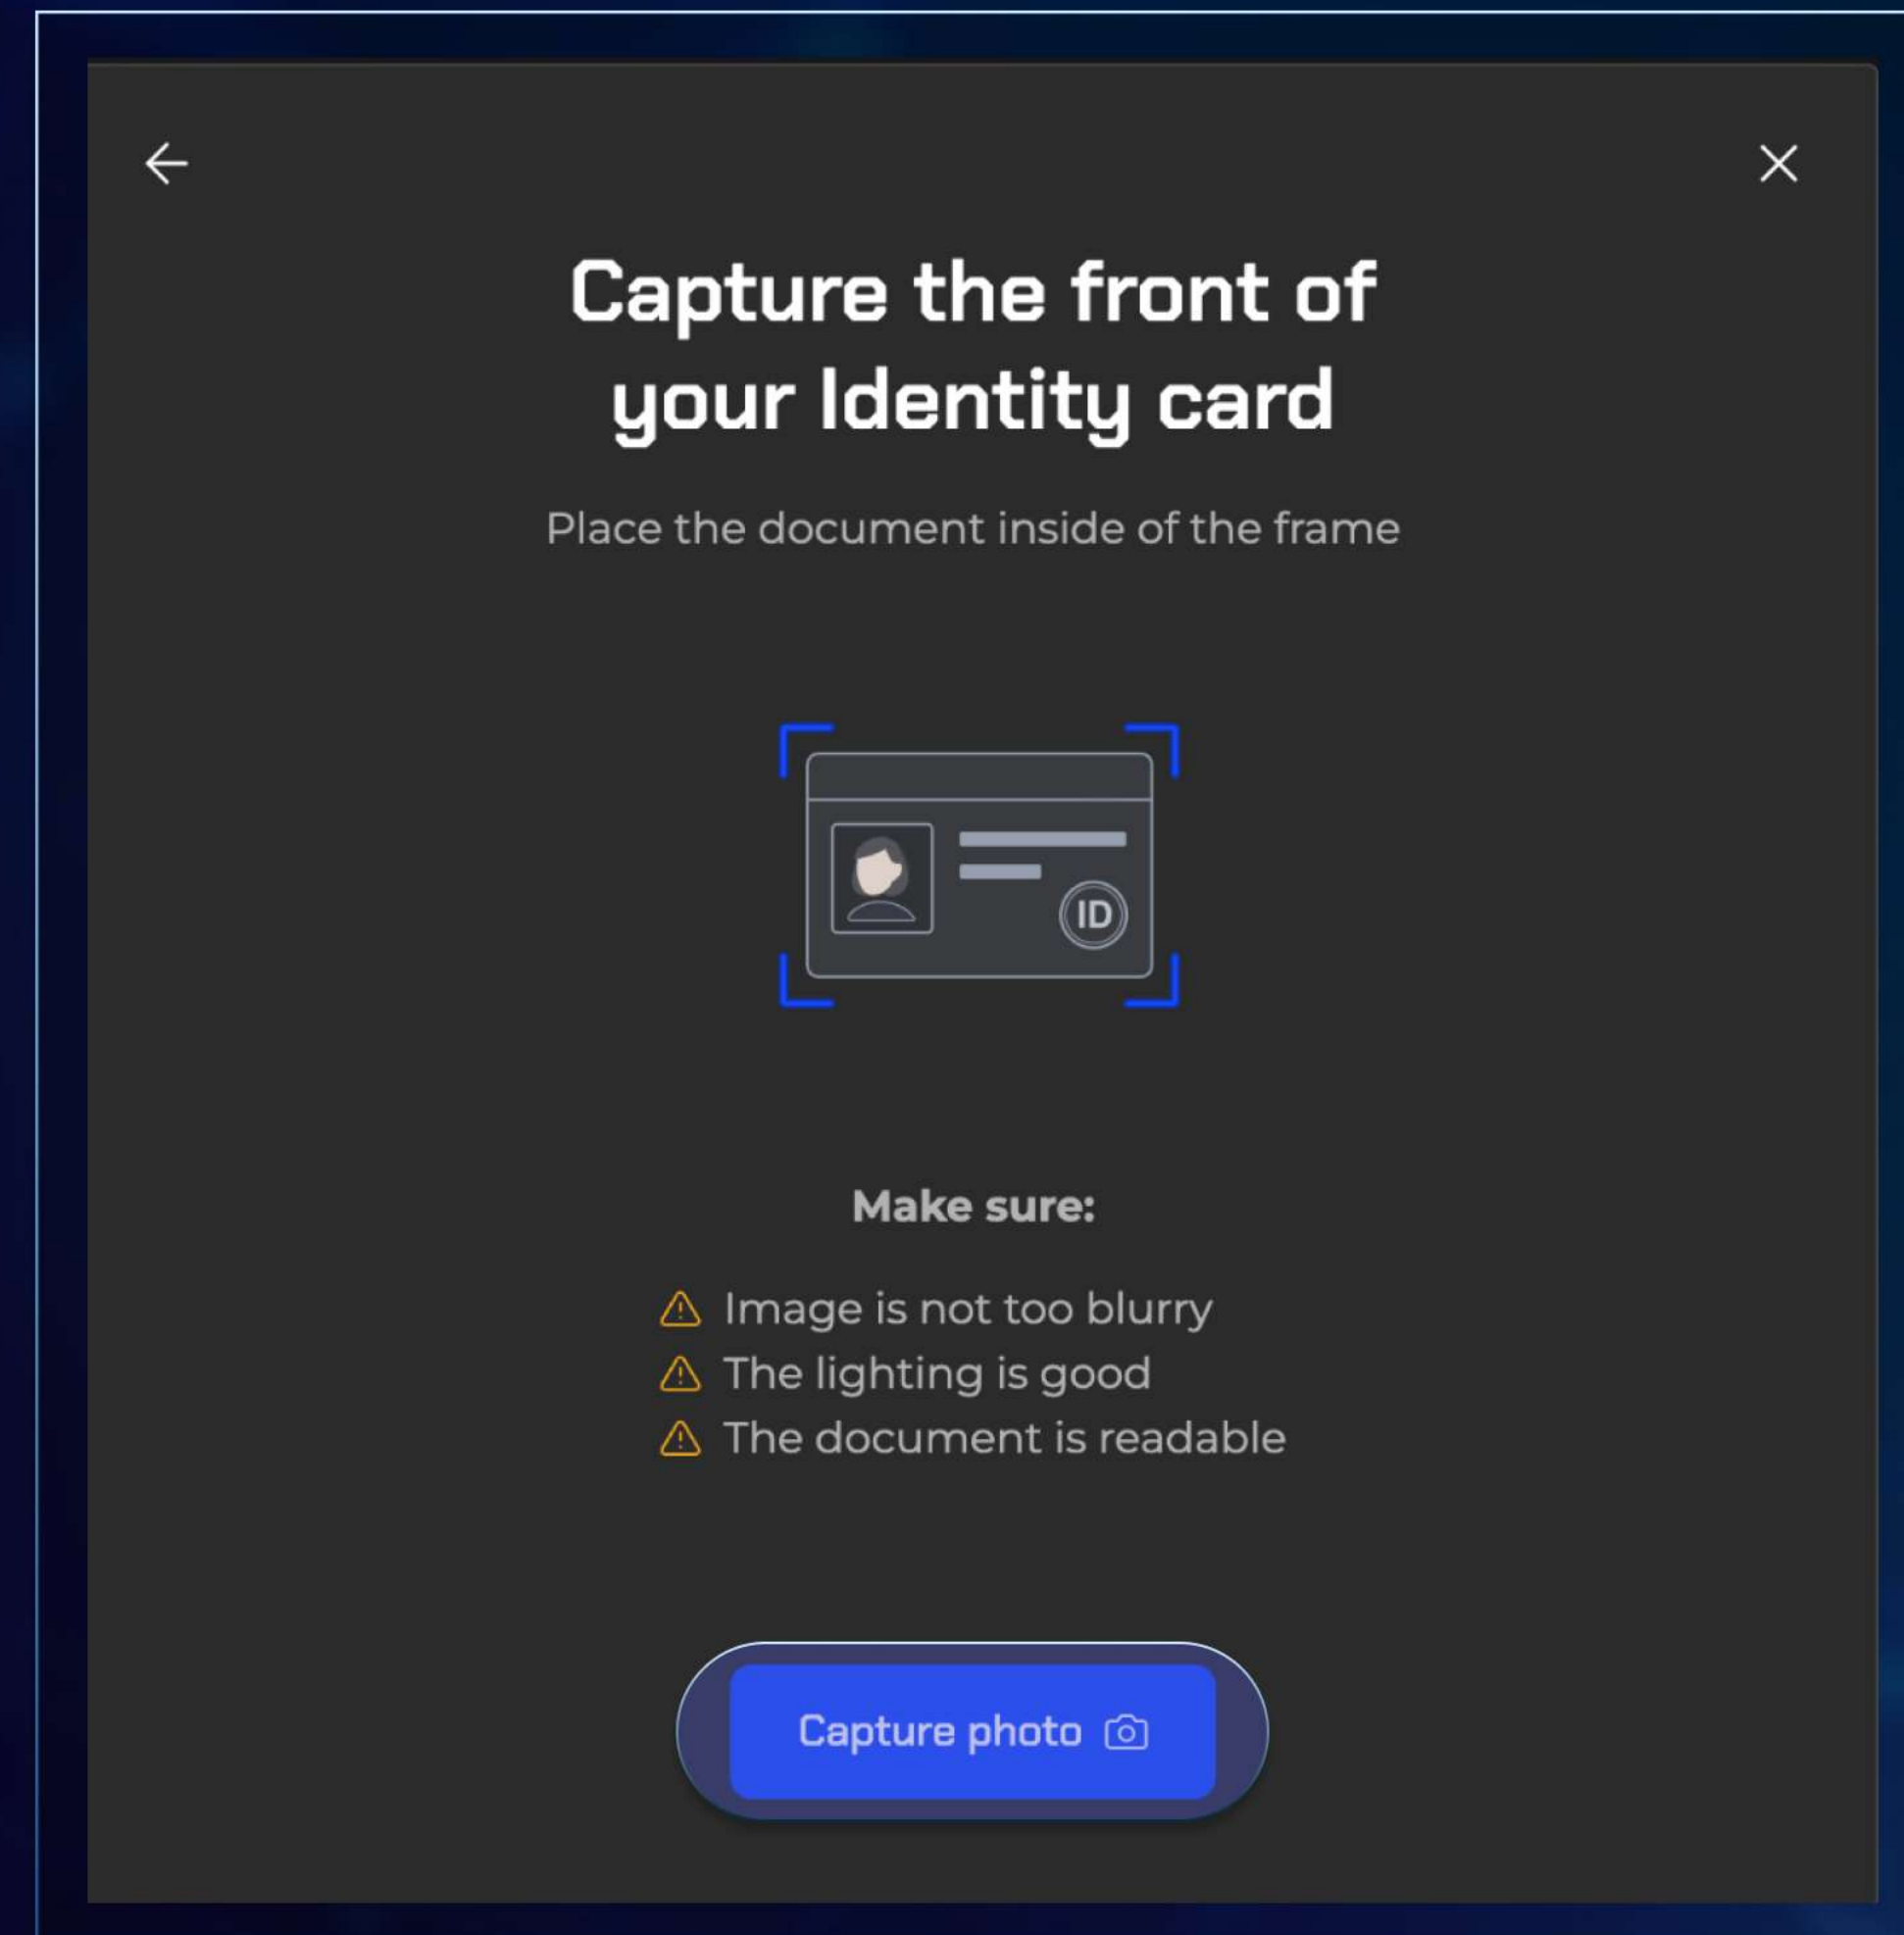 Capture the front of
your Identity card
Place the document inside of the frame
ID
Make sure:
Image is not too blurry
The lighting is good
The document is readable
Capture photo